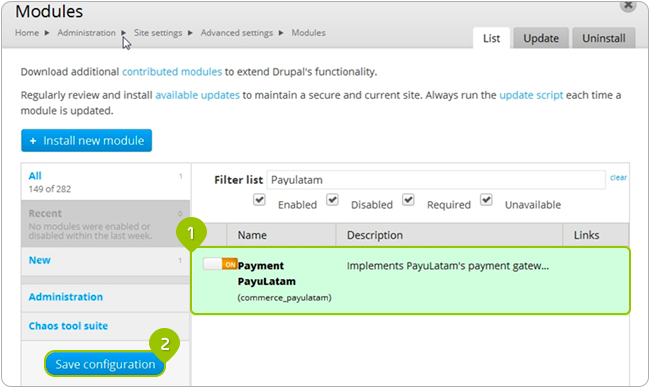 Modules
Home ▸ Administration ▸ Site settings ▸ Advanced settings ▸ Modules
List Update Uninstall
Download additional contributed modules to extend Drupal's functionality.
Regularly review and install available updates to maintain a secure and current site. Always run the update script each time a
module is updated.
+ Install new module
All 1
149 of 282
Recent 0
No modules were enabled or
disabled within the last week.
New 1
Administration
Chaos tool suite
2
Save configuration
Filter list Payulatam clear
Enabled Disabled Required Unavailable
Name Description Links
1
ON Payment Implements PayuLatam's payment gatew...
PayuLatam
(commerce_payulatam)